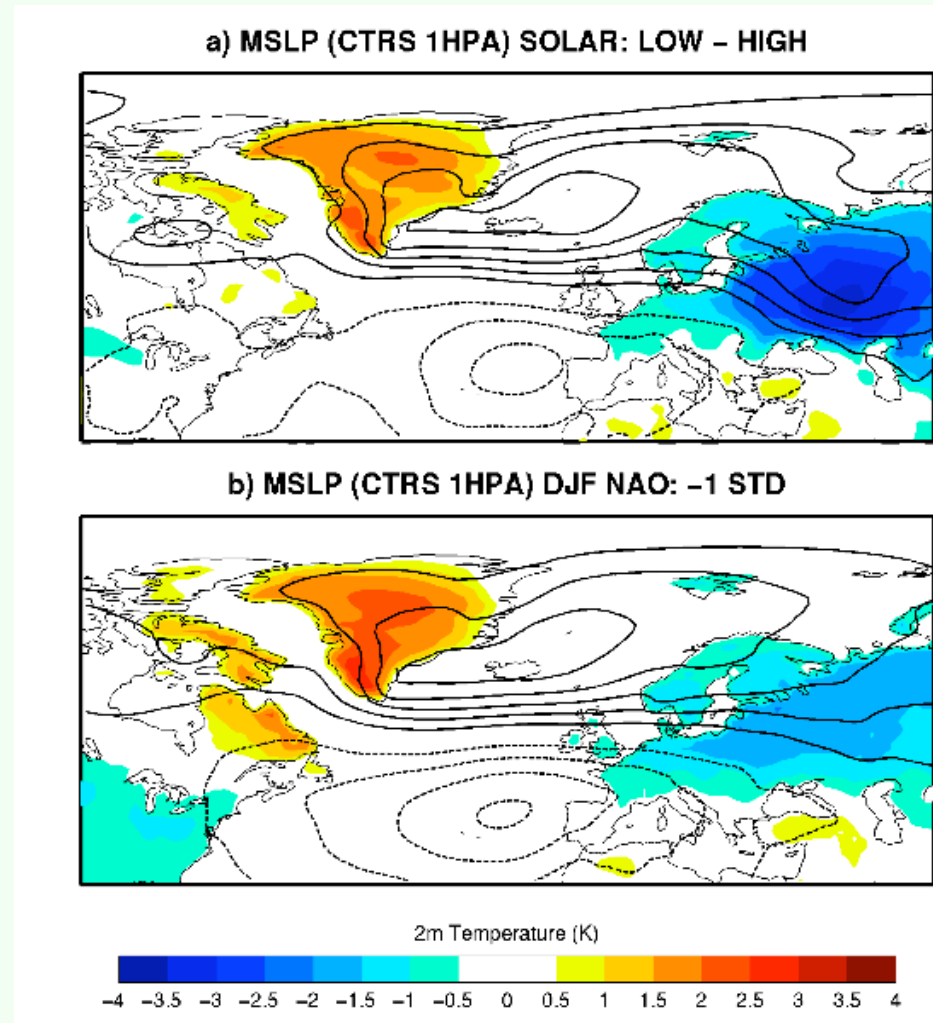 a) MSLP (CTRS 1HPA) SOLAR: LOW – HIGH
b) MSLP (CTRS 1HPA) DJF NAO: –1 STD
2m Temperature (K)
–4 –3.5 –3 –2.5 –2 –1.5 –1 –0.5 0 0.5 1 1.5 2 2.5 3 3.5 4